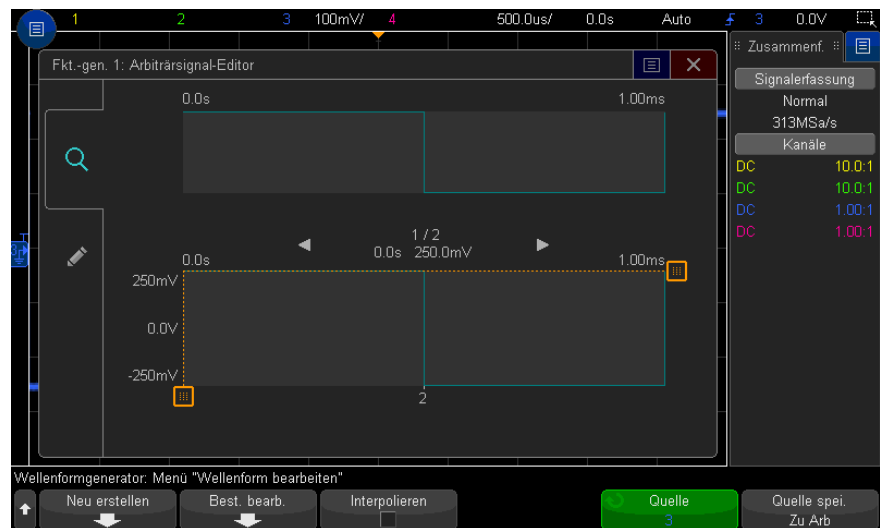 1 2 3 100mV/ 4 500.0us/ 0.0s Auto 3 0.0V
Zusammenf.
Fkt.-gen. 1: Arbiträrsignal-Editor
Signalerfassung
Normal
313MSa/s
Kanäle
DC 10.0:1
DC 10.0:1
DC 1.00:1
DC 1.00:1
0.0s 1.00ms
1 / 2
0.0s 250.0mV
0.0s 1.00ms
250mV
0.0V
-250mV
2
Wellenformgenerator: Menü "Wellenform bearbeiten"
Neu erstellen Best. bearb. Interpolieren Quelle Quelle spei.
3 Zu Arb